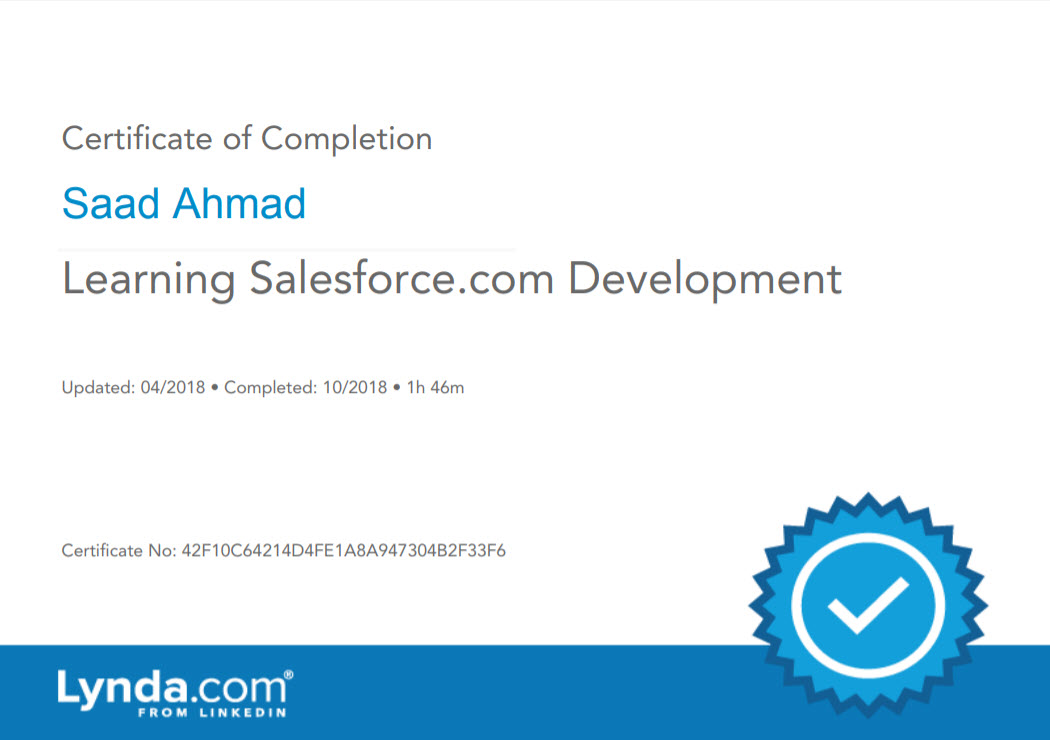 Certificate of Completion
Saad Ahmad
Learning Salesforce.com Development
Updated: 04/2018 • Completed: 10/2018 • 1h 46m
Certificate No: 42F10C64214D4FE1A8A947304B2F33F6
Lynda.com®
FROM LINKEDIN